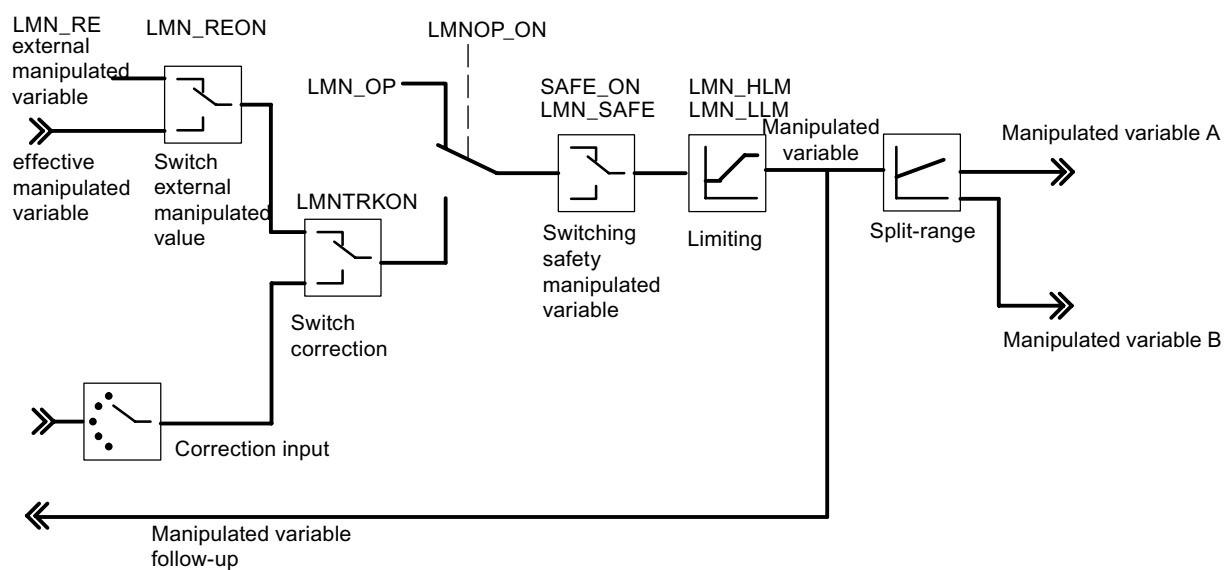 LMN_RE
external
manipulated
variable
LMN_REON
effective
manipulated
variable
Switch
external
manipulated
value
LMNTRKON
Switch
correction
Correction input
LMN_OP
LMNOP_ON
SAFE_ON
LMN_SAFE
Switching
safety
manipulated
variable
LMN_HLM
LMN_LLM
Limiting
Manipulated
variable
Split-range
Manipulated variable A
Manipulated variable B
Manipulated variable
follow-up